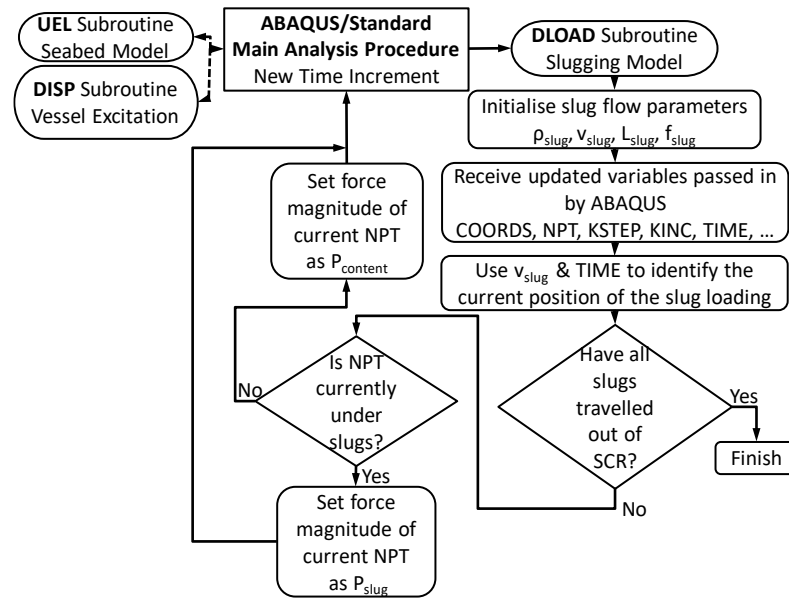 UEL Subroutine
Seabed Model
DISP Subroutine
Vessel Excitation
ABAQUS/Standard
Main Analysis Procedure
New Time Increment
DLOAD Subroutine
Slugging Model
Initialise slug flow parameters
ρslug, vslug, Lslug, fslug
Receive updated variables passed in
by ABAQUS
COORDS, NPT, KSTEP, KINC, TIME, ...
Use vslug & TIME to identify the
current position of the slug loading
Have all
slugs
travelled
out of
SCR?
Yes
Finish
No
Is NPT
currently
under
slugs?
No
Set force
magnitude of
current NPT
as Pcontent
Yes
Set force
magnitude of
current NPT
as Pslug